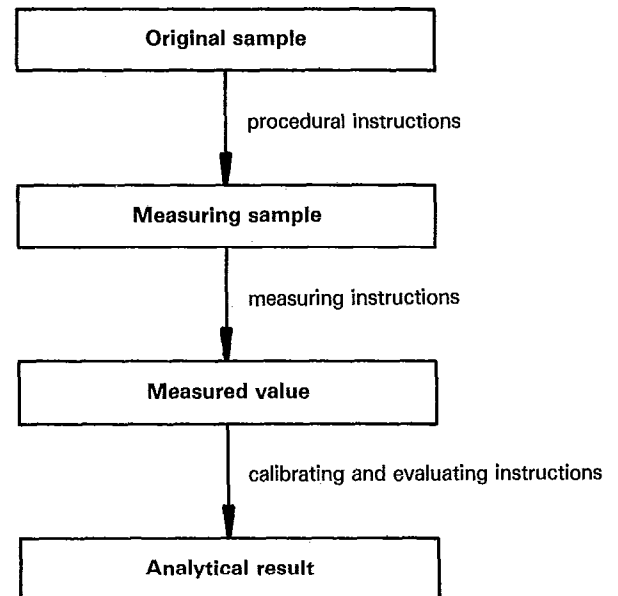 Original sample
procedural instructions
Measuring sample
measuring instructions
Measured value
calibrating and evaluating instructions
Analytical result